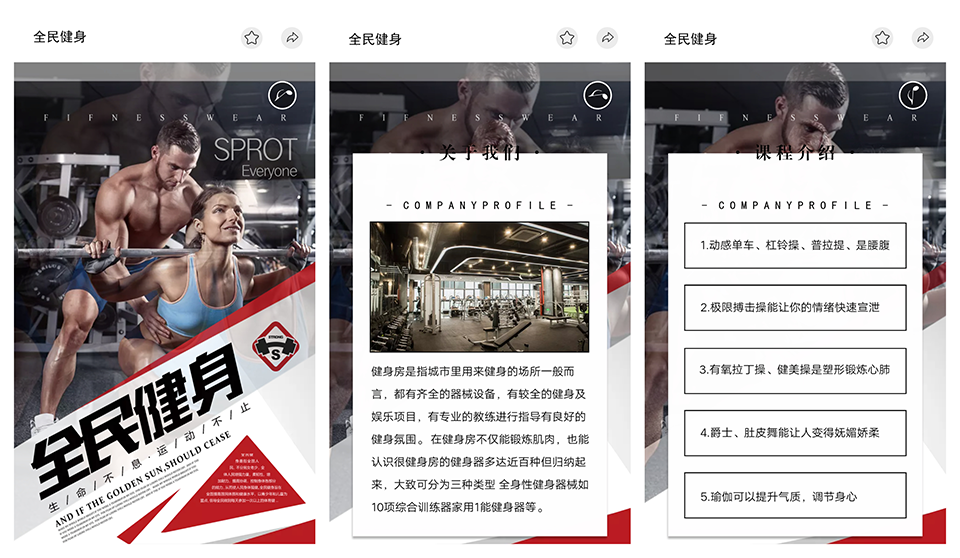 全民健身
FIFNESSWEAR
SPROT
Everyone
STRONG
S
全民健身
生/命/不/息·运/动/不/止
AND IF THE GOLDEN SUN,SHOULD CEASE
全民健身
FIFNESSWEAR
· 关于我们 ·
- COMPANYPROFILE -
健身房是指城市里用来健身的场所一般而
言，都有齐全的器械设备，有较全的健身及
娱乐项目，有专业的教练进行指导有良好的
健身氛围。在健身房不仅能锻炼肌肉，也能
认识很健身房的健身器多达近百种但归纳起
来，大致可分为三种类型 全身性健身器械如
10项综合训练器家用1能健身器等。
全民健身
FIFNESSWEAR
· 课程介绍 ·
- COMPANYPROFILE -
1.动感单车、杠铃操、普拉提、是腰腹
2.极限搏击操能让你的情绪快速宣泄
3.有氧拉丁操、健美操是塑形锻炼心肺
4.爵士、肚皮舞能让人变得妩媚娇柔
5.瑜伽可以提升气质，调节身心